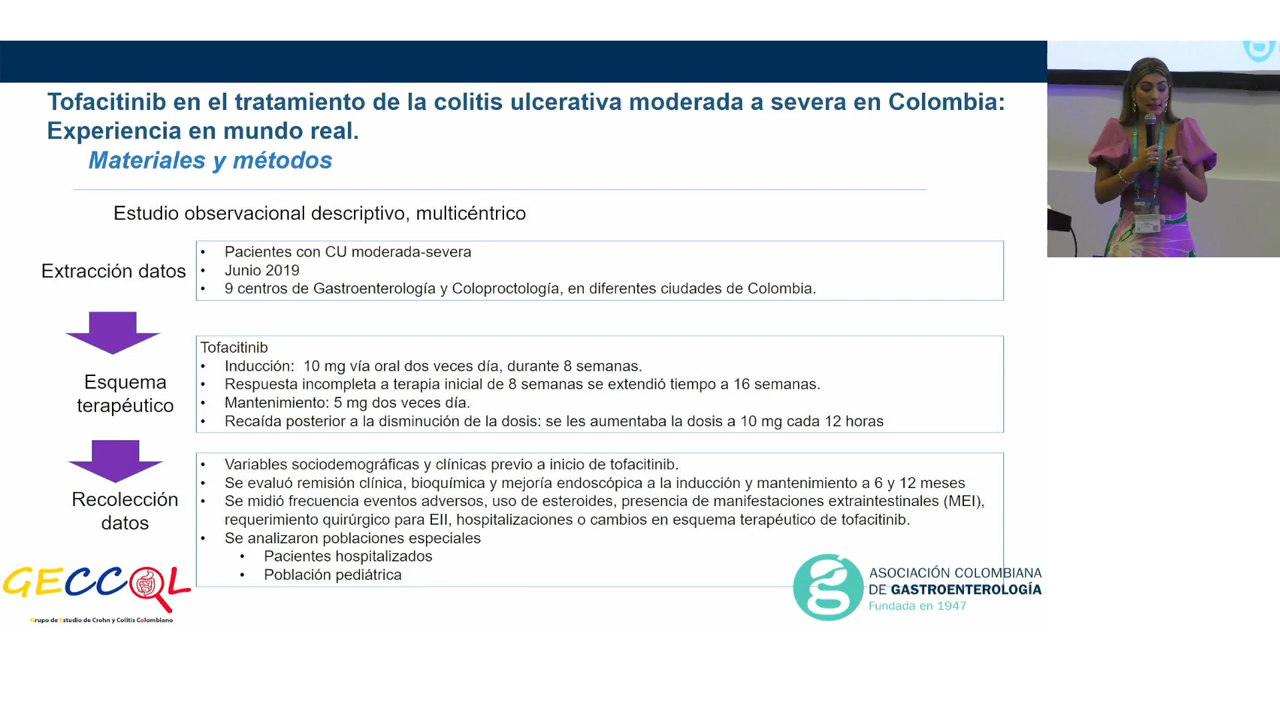 Tofacitinib en el tratamiento de la colitis ulcerativa moderada a severa en Colombia:
Experiencia en mundo real.
Materiales y métodos
Estudio observacional descriptivo, multicéntrico
Extracción datos
• Pacientes con CU moderada-severa
• Junio 2019
• 9 centros de Gastroenterología y Coloproctología, en diferentes ciudades de Colombia.
Esquema
terapéutico
Tofacitinib
• Inducción: 10 mg vía oral dos veces día, durante 8 semanas.
• Respuesta incompleta a terapia inicial de 8 semanas se extendió tiempo a 16 semanas.
• Mantenimiento: 5 mg dos veces día.
• Recaída posterior a la disminución de la dosis: se les aumentaba la dosis a 10 mg cada 12 horas
Recolección
datos
• Variables sociodemográficas y clínicas previo a inicio de tofacitinib.
• Se evaluó remisión clínica, bioquímica y mejoría endoscópica a la inducción y mantenimiento a 6 y 12 meses
• Se midió frecuencia eventos adversos, uso de esteroides, presencia de manifestaciones extraintestinales (MEI),
requerimiento quirúrgico para EII, hospitalizaciones o cambios en esquema terapéutico de tofacitinib.
• Se analizaron poblaciones especiales
• Pacientes hospitalizados
• Población pediátrica
GECCOL
Grupo de Estudio de Crohn y Colitis Colombiano
ASOCIACIÓN COLOMBIANA
DE GASTROENTEROLOGÍA
Fundada en 1947